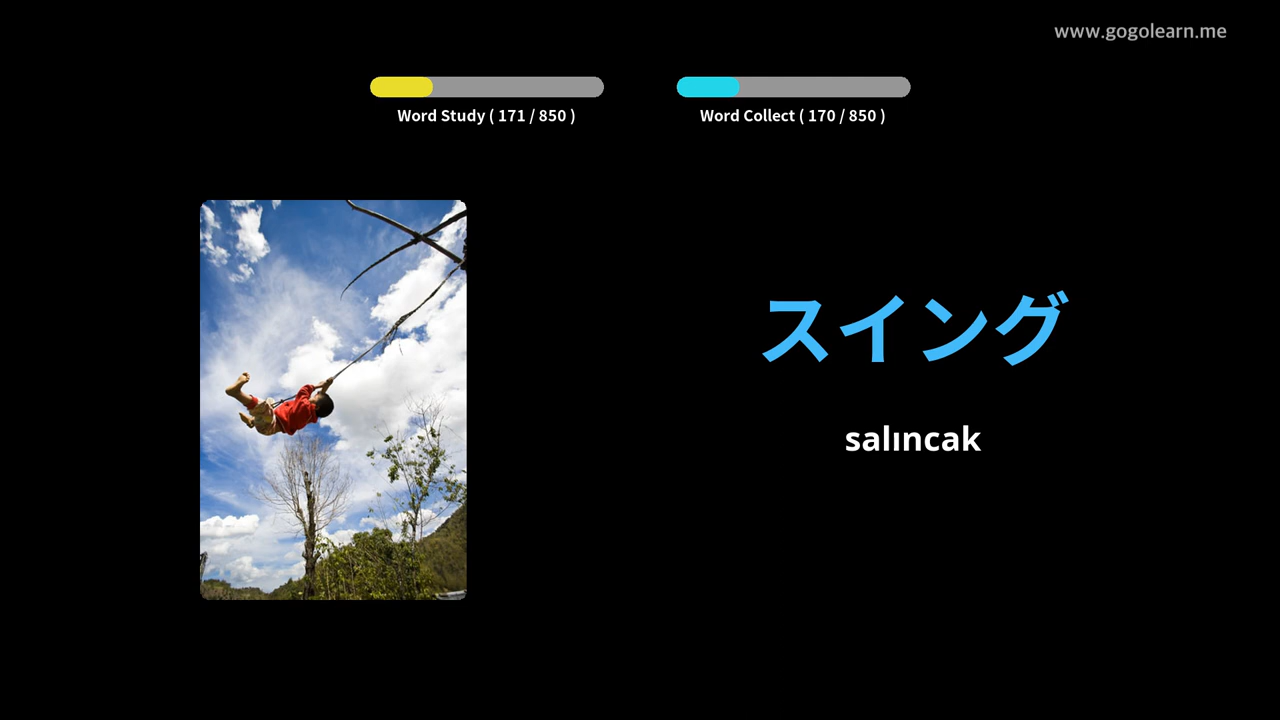 www.gogolearn.me
Word Study ( 171 / 850 )
Word Collect ( 170 / 850 )
スイング
salıncak